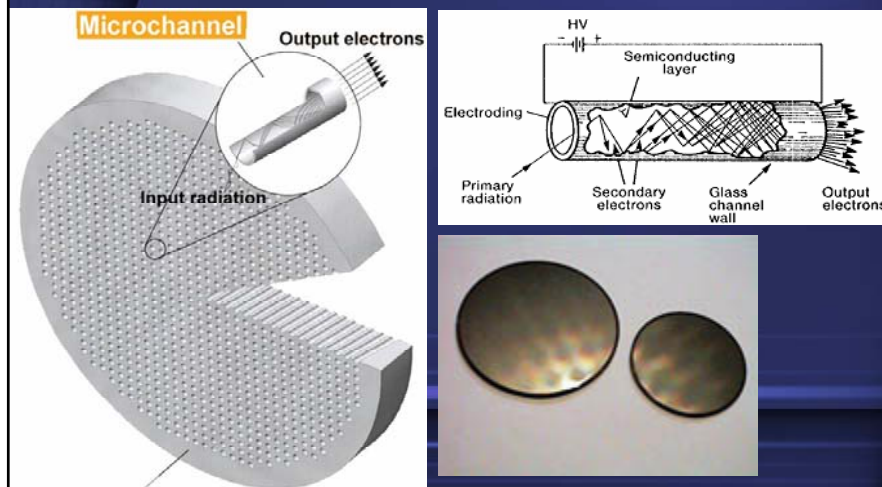 Microchannel
Output electrons
Input radiation
HV
- +
Semiconducting
layer
Electroding
Primary
radiation
Secondary
electrons
Glass
channel
wall
Output
electrons